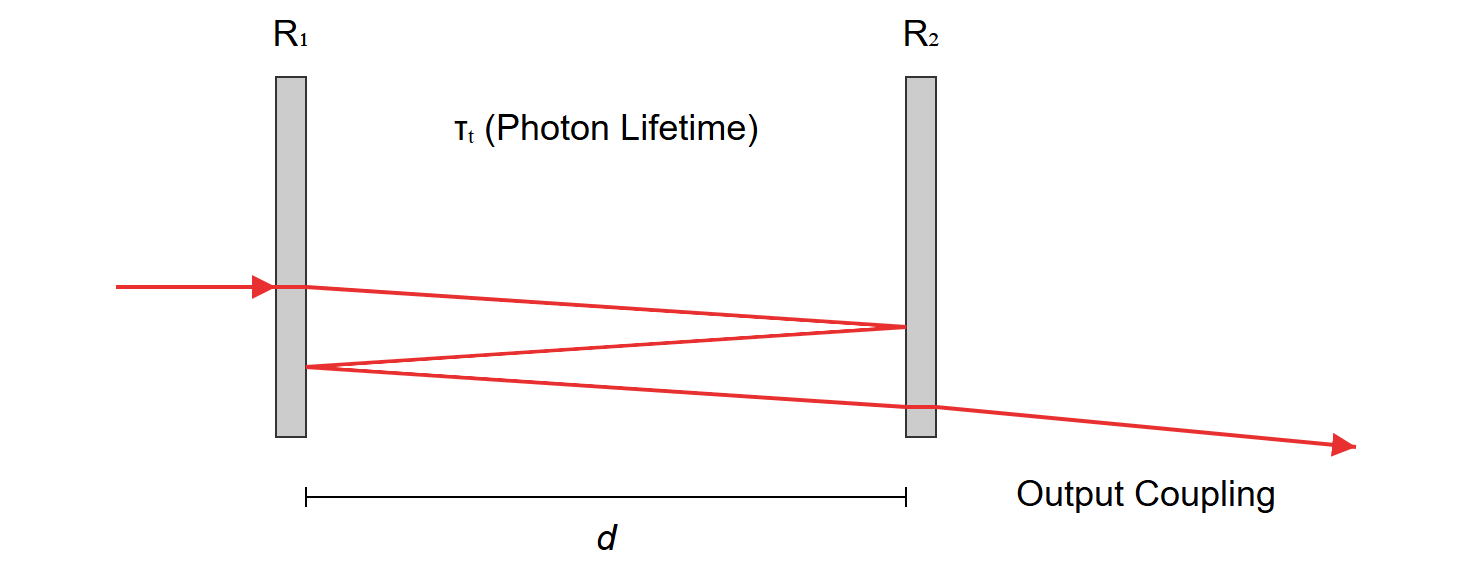 R₁
R₂
τₜ (Photon Lifetime)
Output Coupling
d